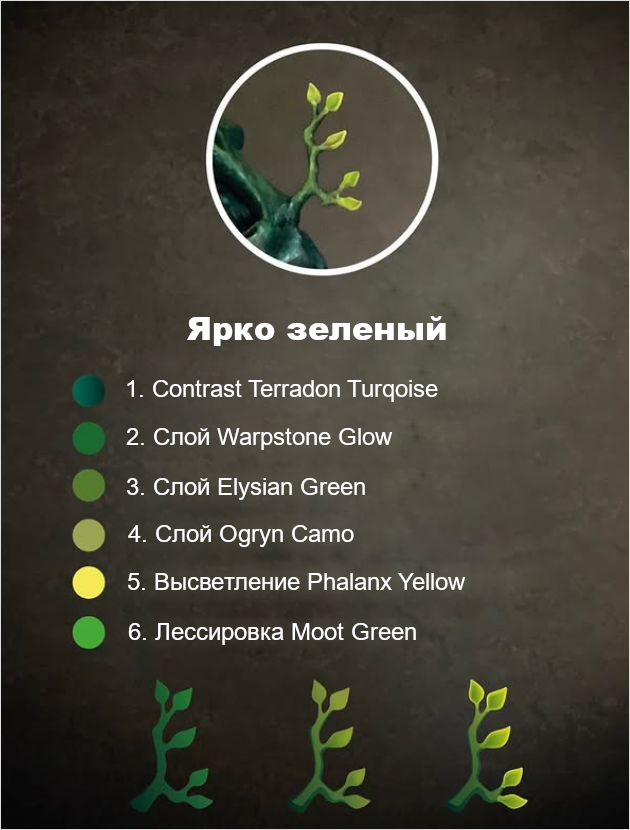 Ярко зеленый
1. Contrast Terradon Turqoise
2. Слой Warpstone Glow
3. Слой Elysian Green
4. Слой Ogryn Camo
5. Высветление Phalanx Yellow
6. Лессировка Moot Green